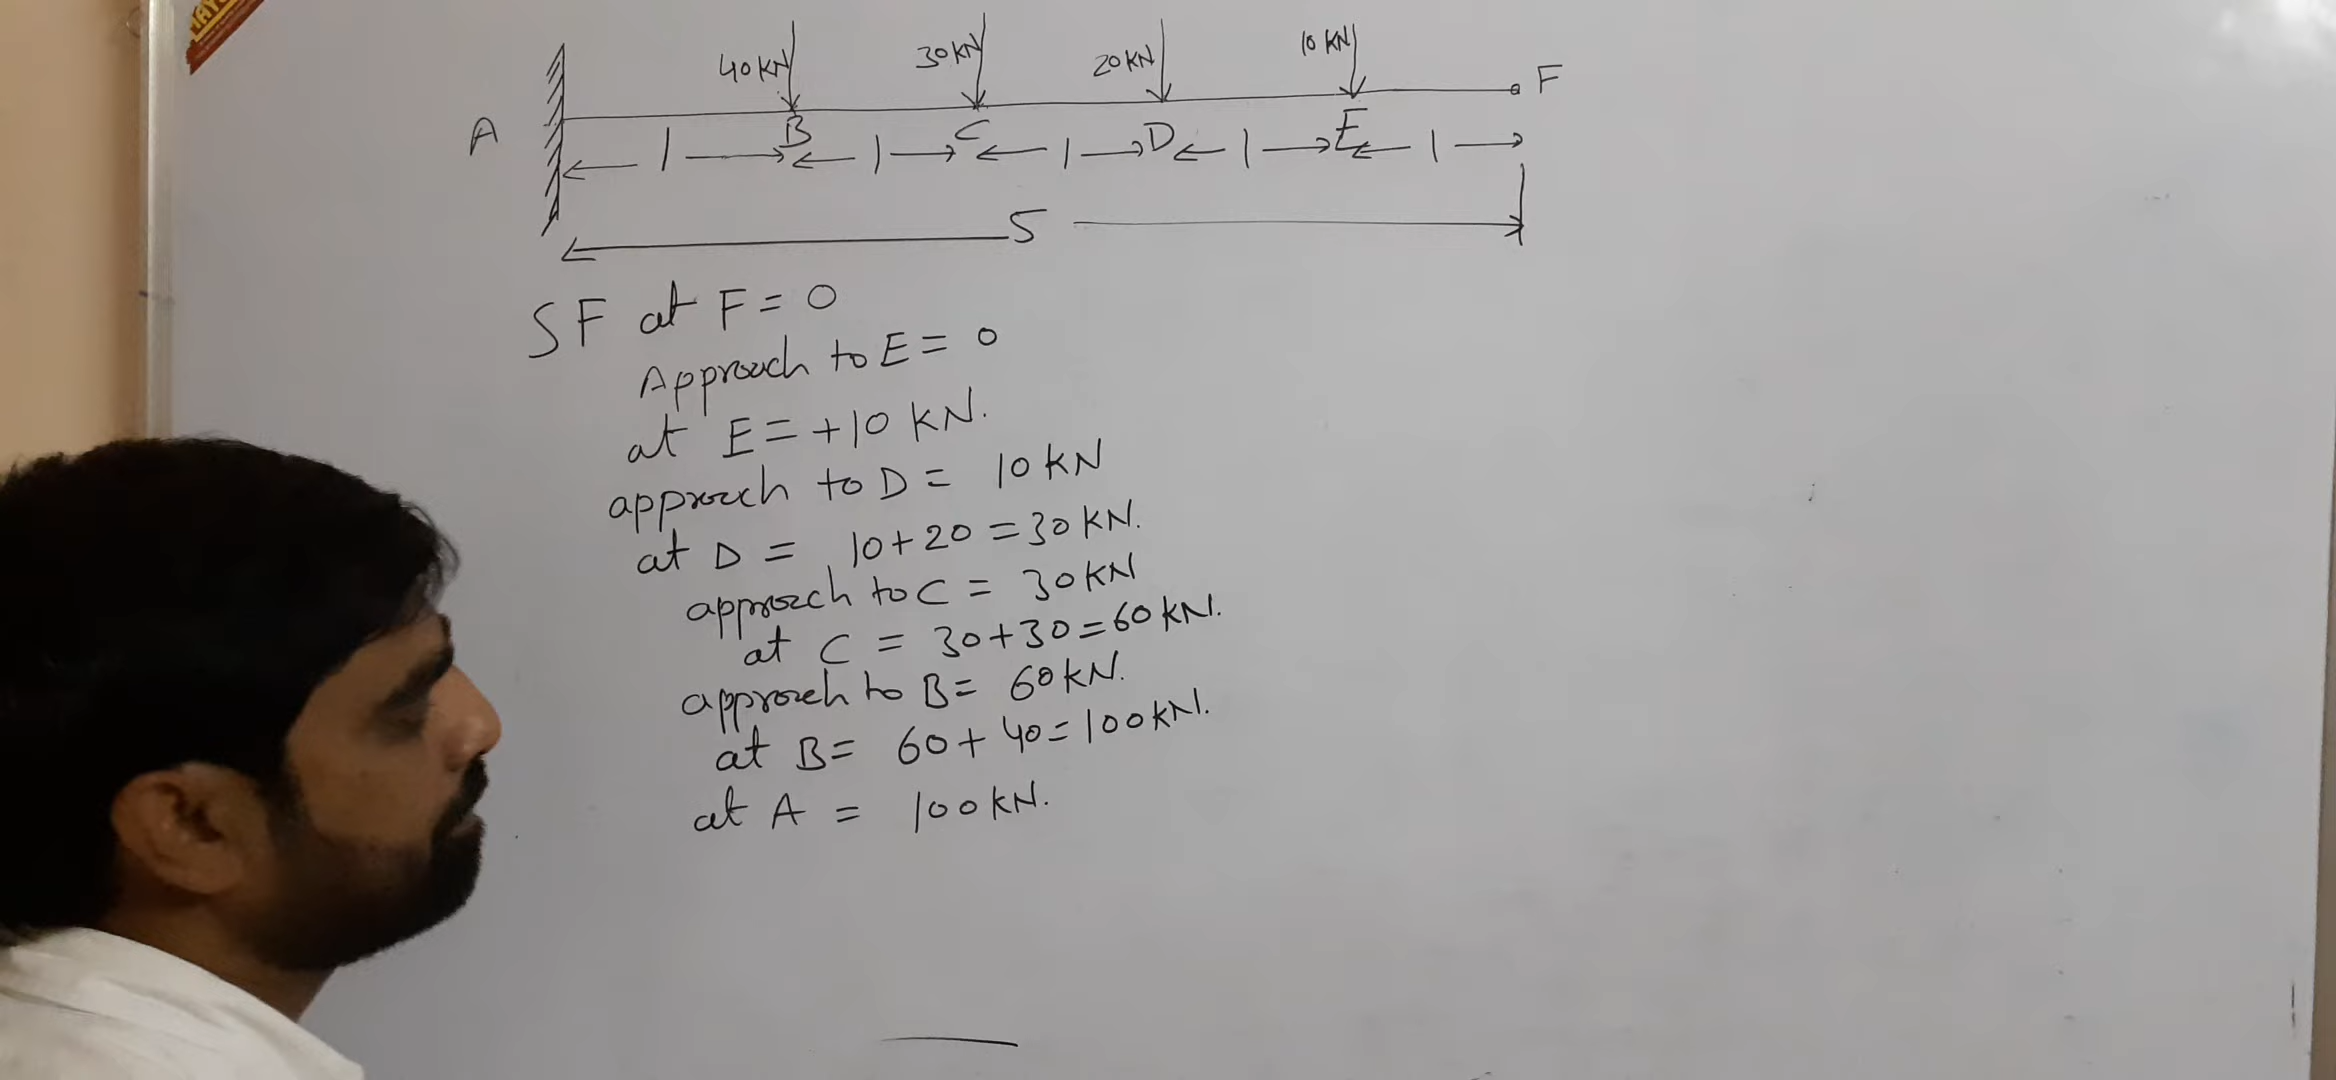 40 KN 30 KN 20 KN 10 KN
A B C D E F
1 1 1 1 1
5
SF at F = 0
Approach to E = 0
at E = +10 KN.
approach to D = 10 KN
at D = 10+20 = 30 KN.
approach to C = 30 KN
at C = 30+30 = 60 KN.
approach to B = 60 KN.
at B = 60+40 = 100 KN.
at A = 100 KN.